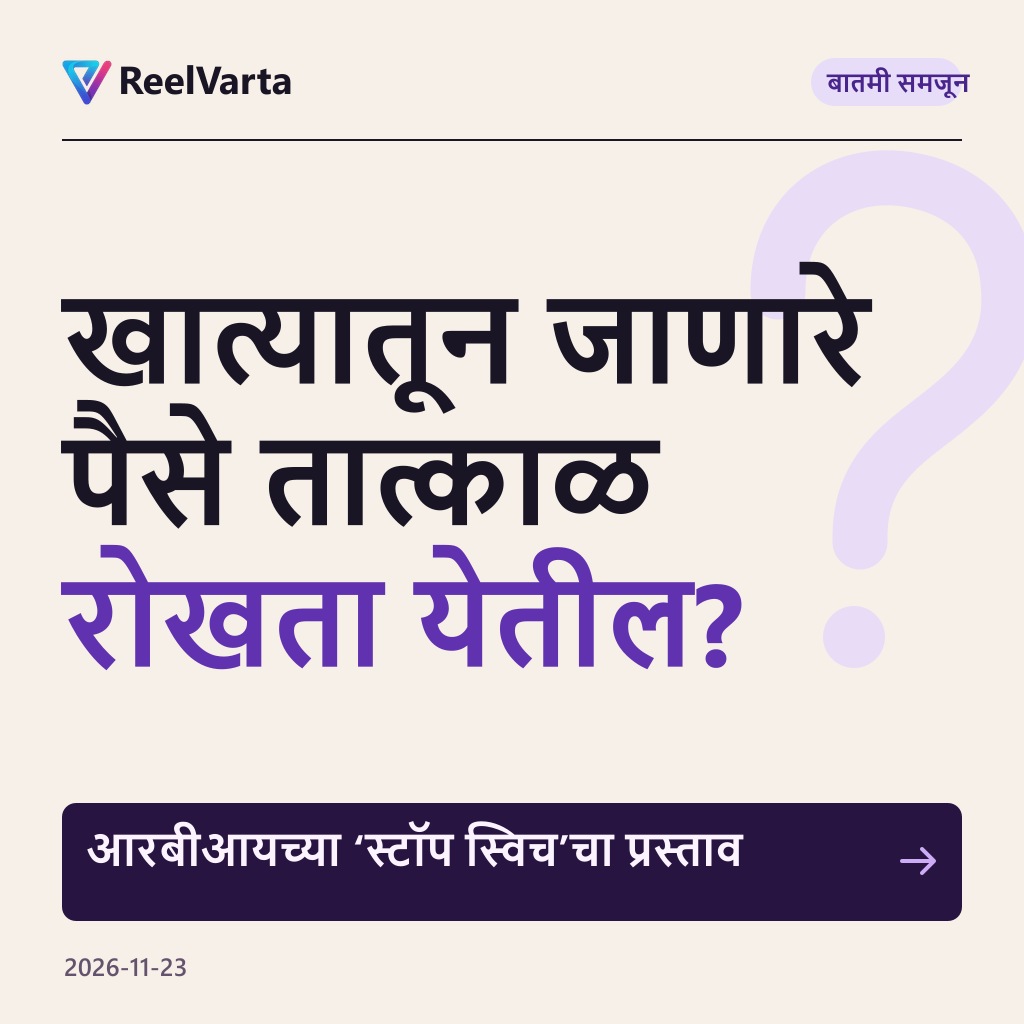 ReelVarta
बातमी समजून
खात्यातून जाणारे
पैसे तात्काळ
रोखता येतील?
आरबीआयच्या ‘स्टॉप स्विच’चा प्रस्ताव
2026-11-23